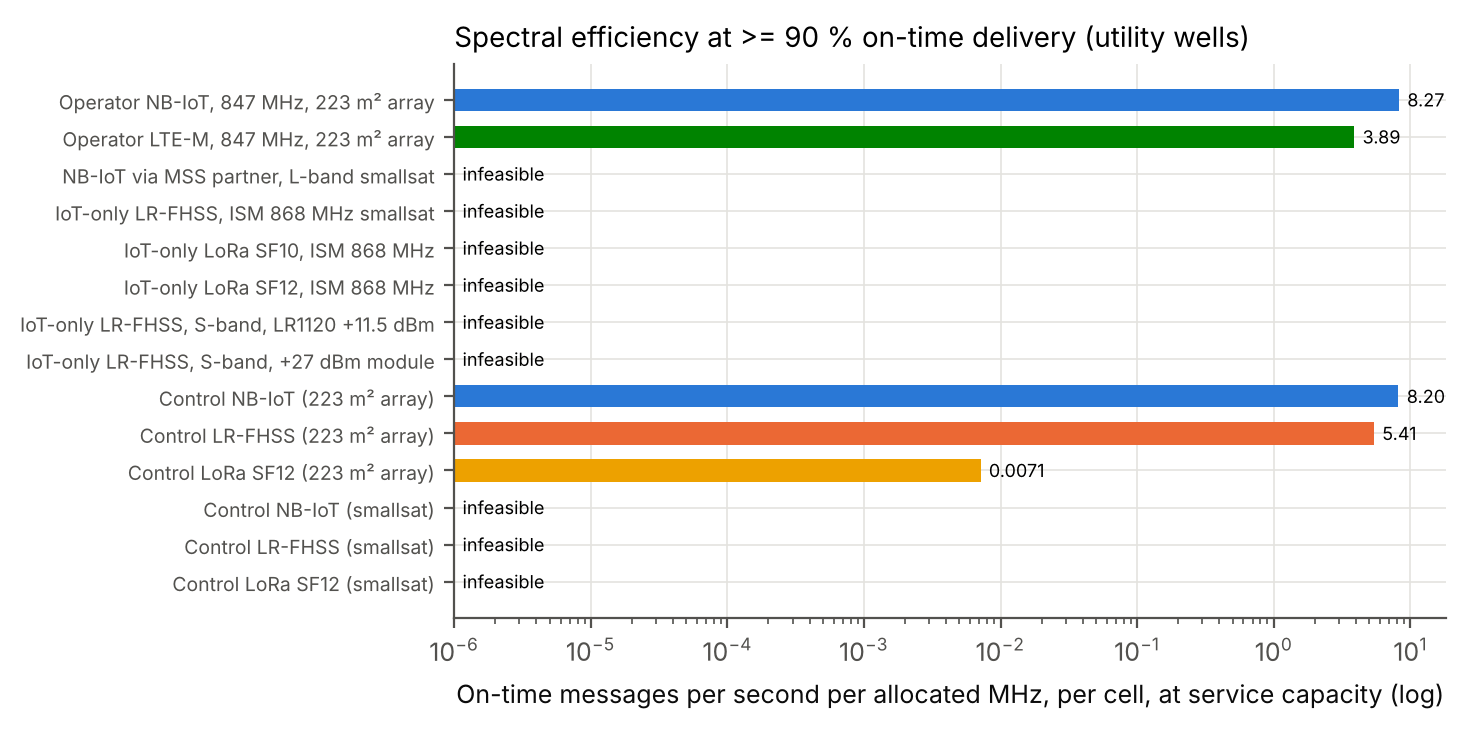 Spectral efficiency at >= 90 % on-time delivery (utility wells)
Operator NB-IoT, 847 MHz, 223 m² array 8.27
Operator LTE-M, 847 MHz, 223 m² array 3.89
NB-IoT via MSS partner, L-band smallsat infeasible
IoT-only LR-FHSS, ISM 868 MHz smallsat infeasible
IoT-only LoRa SF10, ISM 868 MHz infeasible
IoT-only LoRa SF12, ISM 868 MHz infeasible
IoT-only LR-FHSS, S-band, LR1120 +11.5 dBm infeasible
IoT-only LR-FHSS, S-band, +27 dBm module infeasible
Control NB-IoT (223 m² array) 8.20
Control LR-FHSS (223 m² array) 5.41
Control LoRa SF12 (223 m² array) 0.0071
Control NB-IoT (smallsat) infeasible
Control LR-FHSS (smallsat) infeasible
Control LoRa SF12 (smallsat) infeasible
10⁻⁶ 10⁻⁵ 10⁻⁴ 10⁻³ 10⁻² 10⁻¹ 10⁰ 10¹
On-time messages per second per allocated MHz, per cell, at service capacity (log)